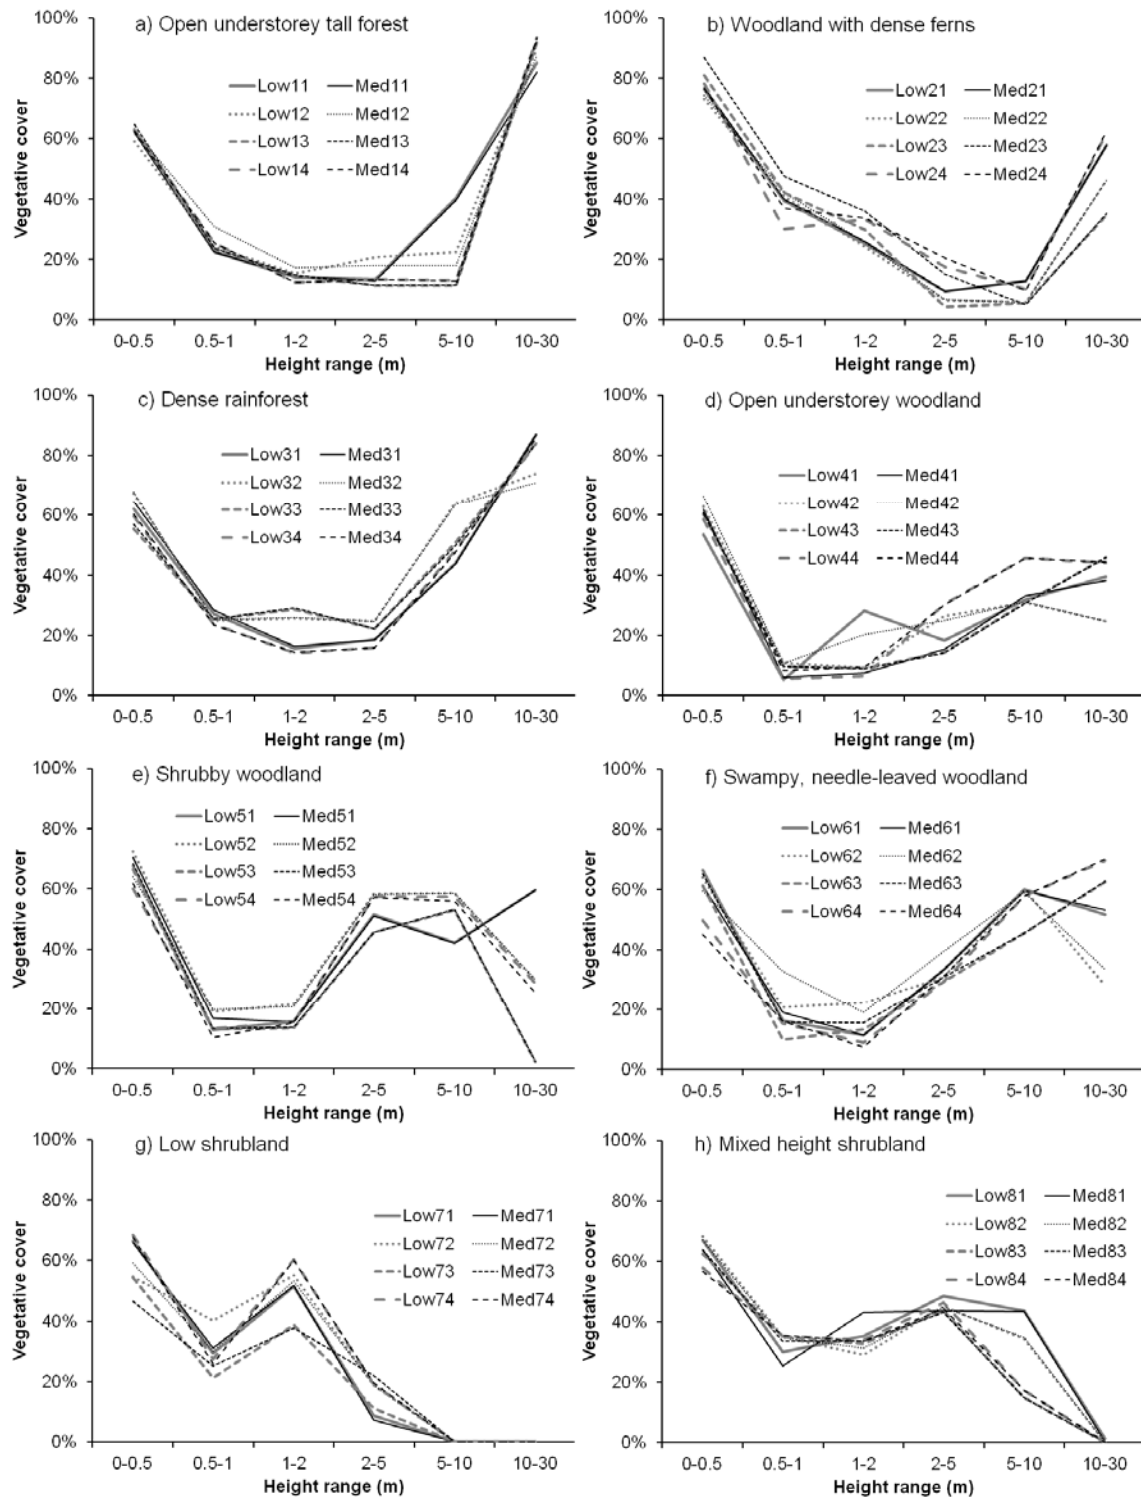 a) Open understorey tall forest
Vegetative cover
100%
80%
60%
40%
20%
0%
Low11 Med11
Low12 Med12
Low13 Med13
Low14 Med14
0-0.5 0.5-1 1-2 2-5 5-10 10-30
Height range (m)
b) Woodland with dense ferns
Vegetative cover
100%
80%
60%
40%
20%
0%
Low21 Med21
Low22 Med22
Low23 Med23
Low24 Med24
0-0.5 0.5-1 1-2 2-5 5-10 10-30
Height range (m)
c) Dense rainforest
Vegetative cover
100%
80%
60%
40%
20%
0%
Low31 Med31
Low32 Med32
Low33 Med33
Low34 Med34
0-0.5 0.5-1 1-2 2-5 5-10 10-30
Height range (m)
d) Open understorey woodland
Vegetative cover
100%
80%
60%
40%
20%
0%
Low41 Med41
Low42 Med42
Low43 Med43
Low44 Med44
0-0.5 0.5-1 1-2 2-5 5-10 10-30
Height range (m)
e) Shrubby woodland
Vegetative cover
100%
80%
60%
40%
20%
0%
Low51 Med51
Low52 Med52
Low53 Med53
Low54 Med54
0-0.5 0.5-1 1-2 2-5 5-10 10-30
Height range (m)
f) Swampy, needle-leaved woodland
Vegetative cover
100%
80%
60%
40%
20%
0%
Low61 Med61
Low62 Med62
Low63 Med63
Low64 Med64
0-0.5 0.5-1 1-2 2-5 5-10 10-30
Height range (m)
g) Low shrubland
Vegetative cover
100%
80%
60%
40%
20%
0%
Low71 Med71
Low72 Med72
Low73 Med73
Low74 Med74
0-0.5 0.5-1 1-2 2-5 5-10 10-30
Height range (m)
h) Mixed height shrubland
Vegetative cover
100%
80%
60%
40%
20%
0%
Low81 Med81
Low82 Med82
Low83 Med83
Low84 Med84
0-0.5 0.5-1 1-2 2-5 5-10 10-30
Height range (m)